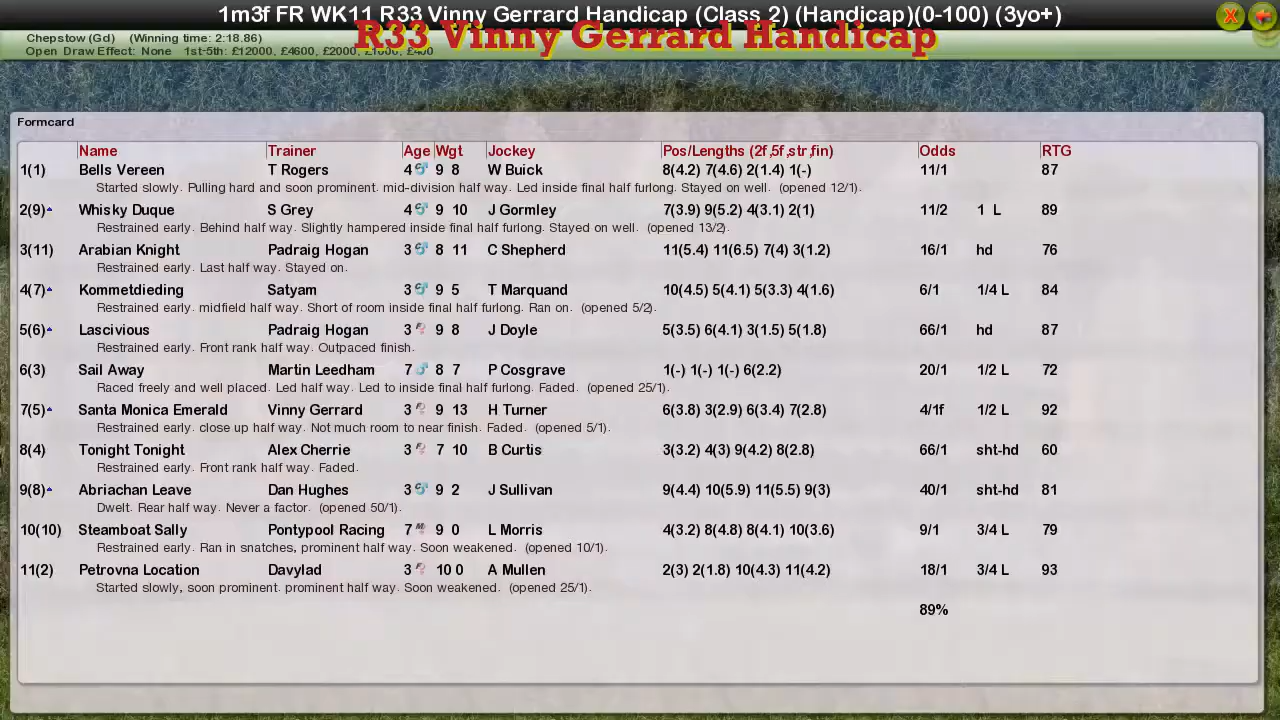 1m3f FR WK11 R33 Vinny Gerrard Handicap (Class 2) (Handicap)(0-100) (3yo+)
R33 Vinny Gerrard Handicap
Chepstow (Gd) (Winning time: 2:18.86)
Open Draw Effect: None 1st-5th: £12000, £4600, £2000, £1000, £400
Formcard
Name Trainer Age Wgt Jockey Pos/Lengths (2f,5f,str,fin) Odds RTG
1(1) Bells Vereen T Rogers 4 9 8 W Buick 8(4.2) 7(4.6) 2(1.4) 1(-) 11/1 87
Started slowly. Pulling hard and soon prominent. mid-division half way. Led inside final half furlong. Stayed on well. (opened 12/1).
2(9) Whisky Duque S Grey 4 9 10 J Gormley 7(3.9) 9(5.2) 4(3.1) 2(1) 11/2 1 L 89
Restrained early. Behind half way. Slightly hampered inside final half furlong. Stayed on well. (opened 13/2).
3(11) Arabian Knight Padraig Hogan 3 8 11 C Shepherd 11(5.4) 11(6.5) 7(4) 3(1.2) 16/1 hd 76
Restrained early. Last half way. Stayed on.
4(7) Kommetdieding Satyam 3 9 5 T Marquand 10(4.5) 5(4.1) 5(3.3) 4(1.6) 6/1 1/4 L 84
Restrained early. midfield half way. Short of room inside final half furlong. Ran on. (opened 5/2).
5(6) Lascivious Padraig Hogan 3 9 8 J Doyle 5(3.5) 6(4.1) 3(1.5) 5(1.8) 66/1 hd 87
Restrained early. Front rank half way. Outpaced finish.
6(3) Sail Away Martin Leedham 7 8 7 P Cosgrave 1(-) 1(-) 1(-) 6(2.2) 20/1 1/2 L 72
Raced freely and well placed. Led half way. Led to inside final half furlong. Faded. (opened 25/1).
7(5) Santa Monica Emerald Vinny Gerrard 3 9 13 H Turner 6(3.8) 3(2.9) 6(3.4) 7(2.8) 4/1f 1/2 L 92
Restrained early. close up half way. Not much room to near finish. Faded. (opened 5/1).
8(4) Tonight Tonight Alex Cherrie 3 7 10 B Curtis 3(3.2) 4(3) 9(4.2) 8(2.8) 66/1 sht-hd 60
Restrained early. Front rank half way. Faded.
9(8) Abriachan Leave Dan Hughes 3 9 2 J Sullivan 9(4.4) 10(5.9) 11(5.5) 9(3) 40/1 sht-hd 81
Dwelt. Rear half way. Never a factor. (opened 50/1).
10(10) Steamboat Sally Pontypool Racing 7 9 0 L Morris 4(3.2) 8(4.8) 8(4.1) 10(3.6) 9/1 3/4 L 79
Restrained early. Ran in snatches, prominent half way. Soon weakened. (opened 10/1).
11(2) Petrovna Location Davylad 3 10 0 A Mullen 2(3) 2(1.8) 10(4.3) 11(4.2) 18/1 3/4 L 93
Started slowly, soon prominent. prominent half way. Soon weakened. (opened 25/1).
89%